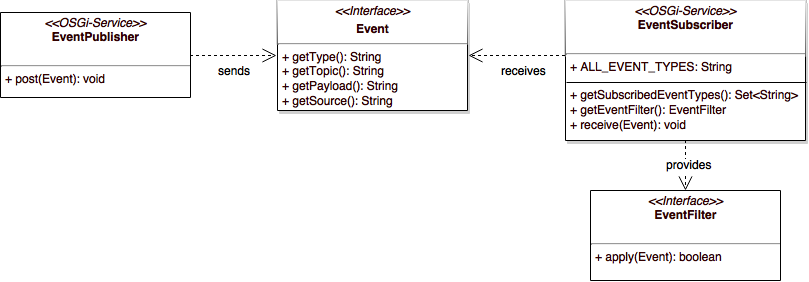 <<OSGi-Service>>
EventPublisher
+ post(Event): void
sends
<<Interface>>
Event
+ getType(): String
+ getTopic(): String
+ getPayload(): String
+ getSource(): String
receives
<<OSGi-Service>>
EventSubscriber
+ ALL_EVENT_TYPES: String
+ getSubscribedEventTypes(): Set<String>
+ getEventFilter(): EventFilter
+ receive(Event): void
provides
<<Interface>>
EventFilter
+ apply(Event): boolean